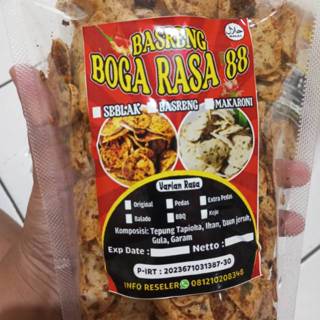 BASRENG
BOGA RASA 88
SEBLAK BASRENG MAKARONI
Varian Rasa
Original Pedas Extra Pedas
Balado BBQ Keju
Komposisi: Tepung Tapioka, Ikan, Daun jeruk,
Gula, Garam
Exp Date : Netto :
P-IRT : 2023671031387-30
INFO RESELER 081210208348